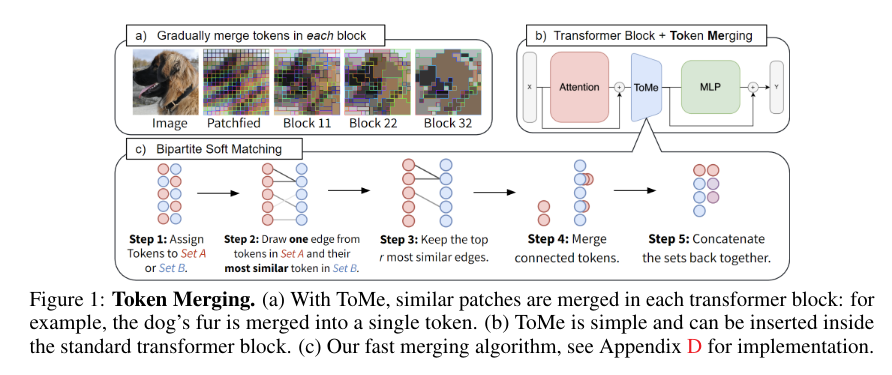 a) Gradually merge tokens in each block
Image
Patchfied
Block 11
Block 22
Block 32
b) Transformer Block + Token Merging
X
Attention
+
ToMe
MLP
+
Y
c) Bipartite Soft Matching
Step 1: Assign
Tokens to Set A
or Set B.
Step 2: Draw one edge from
tokens in Set A and their
most similar token in Set B.
Step 3: Keep the top
r most similar edges.
Step 4: Merge
connected tokens.
Step 5: Concatenate
the sets back together.
Figure 1: Token Merging. (a) With ToMe, similar patches are merged in each transformer block: for
example, the dog's fur is merged into a single token. (b) ToMe is simple and can be inserted inside
the standard transformer block. (c) Our fast merging algorithm, see Appendix D for implementation.